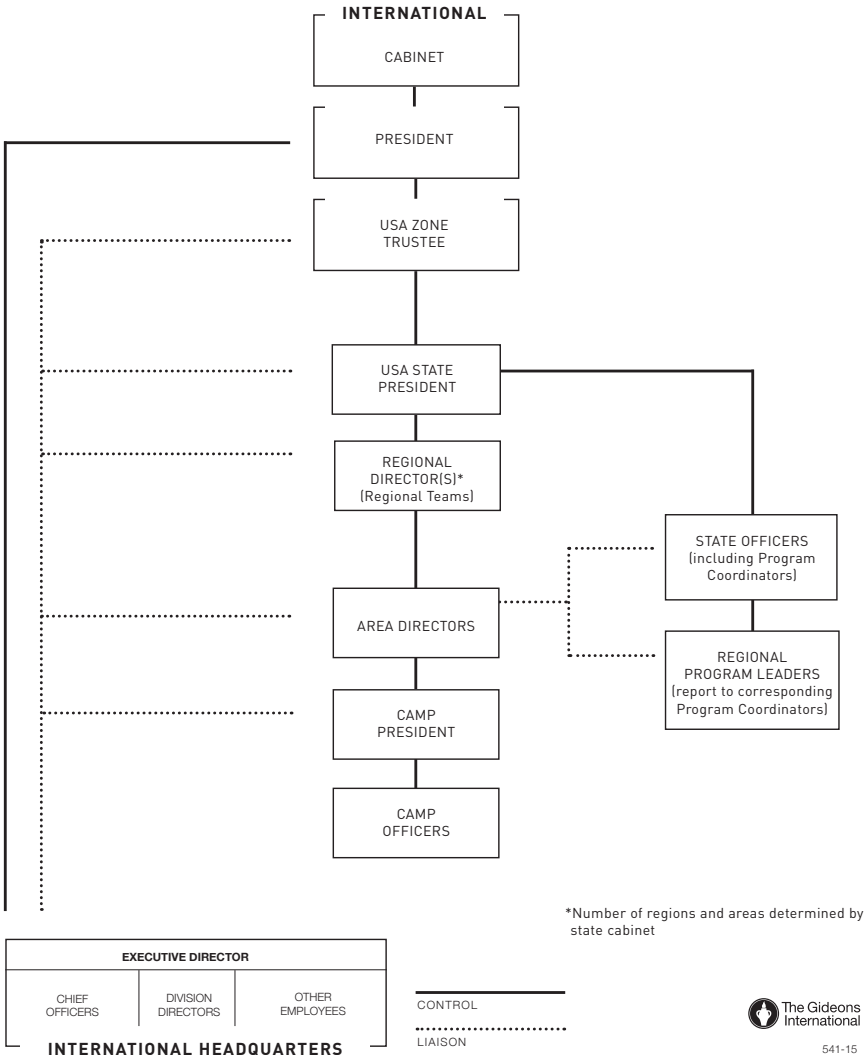 INTERNATIONAL
CABINET
PRESIDENT
USA ZONE
TRUSTEE
USA STATE
PRESIDENT
REGIONAL
DIRECTOR(S)*
(Regional Teams)
STATE OFFICERS
(including Program
Coordinators)
AREA DIRECTORS
REGIONAL
PROGRAM LEADERS
(report to corresponding
Program Coordinators)
CAMP
PRESIDENT
CAMP
OFFICERS
*Number of regions and areas determined by
state cabinet
EXECUTIVE DIRECTOR
CHIEF
OFFICERS
DIVISION
DIRECTORS
OTHER
EMPLOYEES
INTERNATIONAL HEADQUARTERS
CONTROL
LIAISON
The Gideons
International
541-15